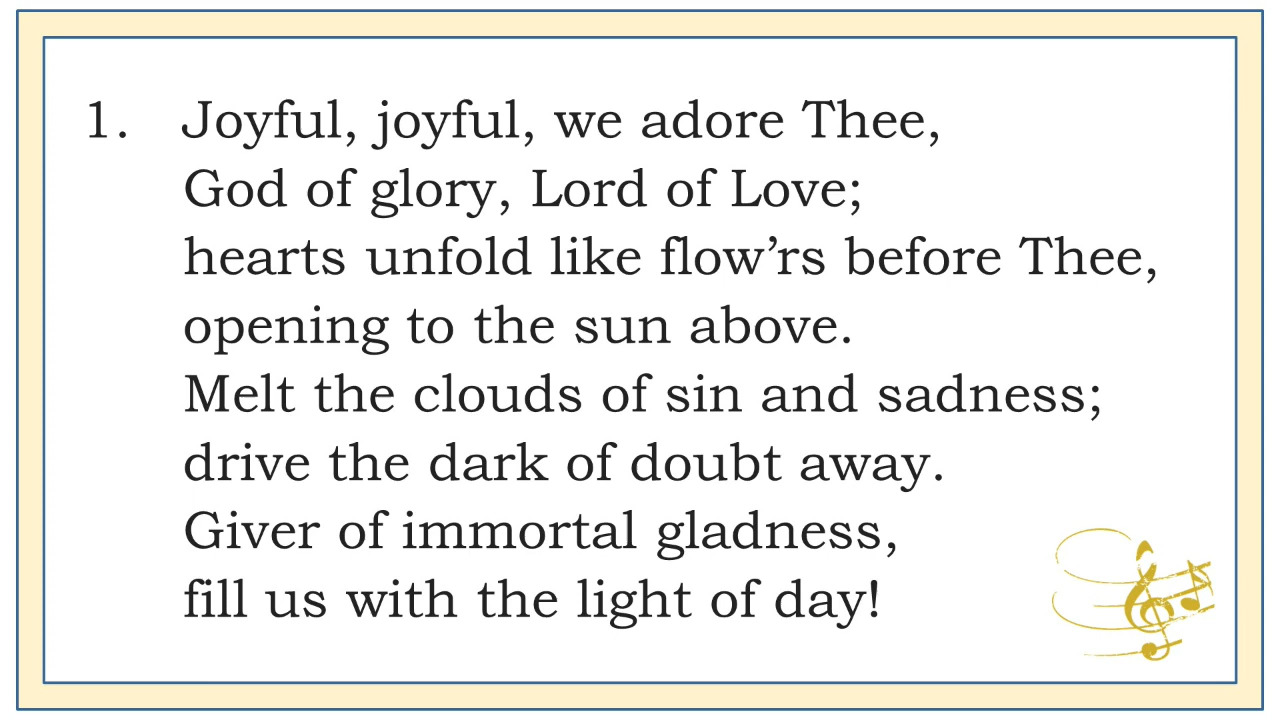 1. Joyful, joyful, we adore Thee,
God of glory, Lord of Love;
hearts unfold like flow’rs before Thee,
opening to the sun above.
Melt the clouds of sin and sadness;
drive the dark of doubt away.
Giver of immortal gladness,
fill us with the light of day!